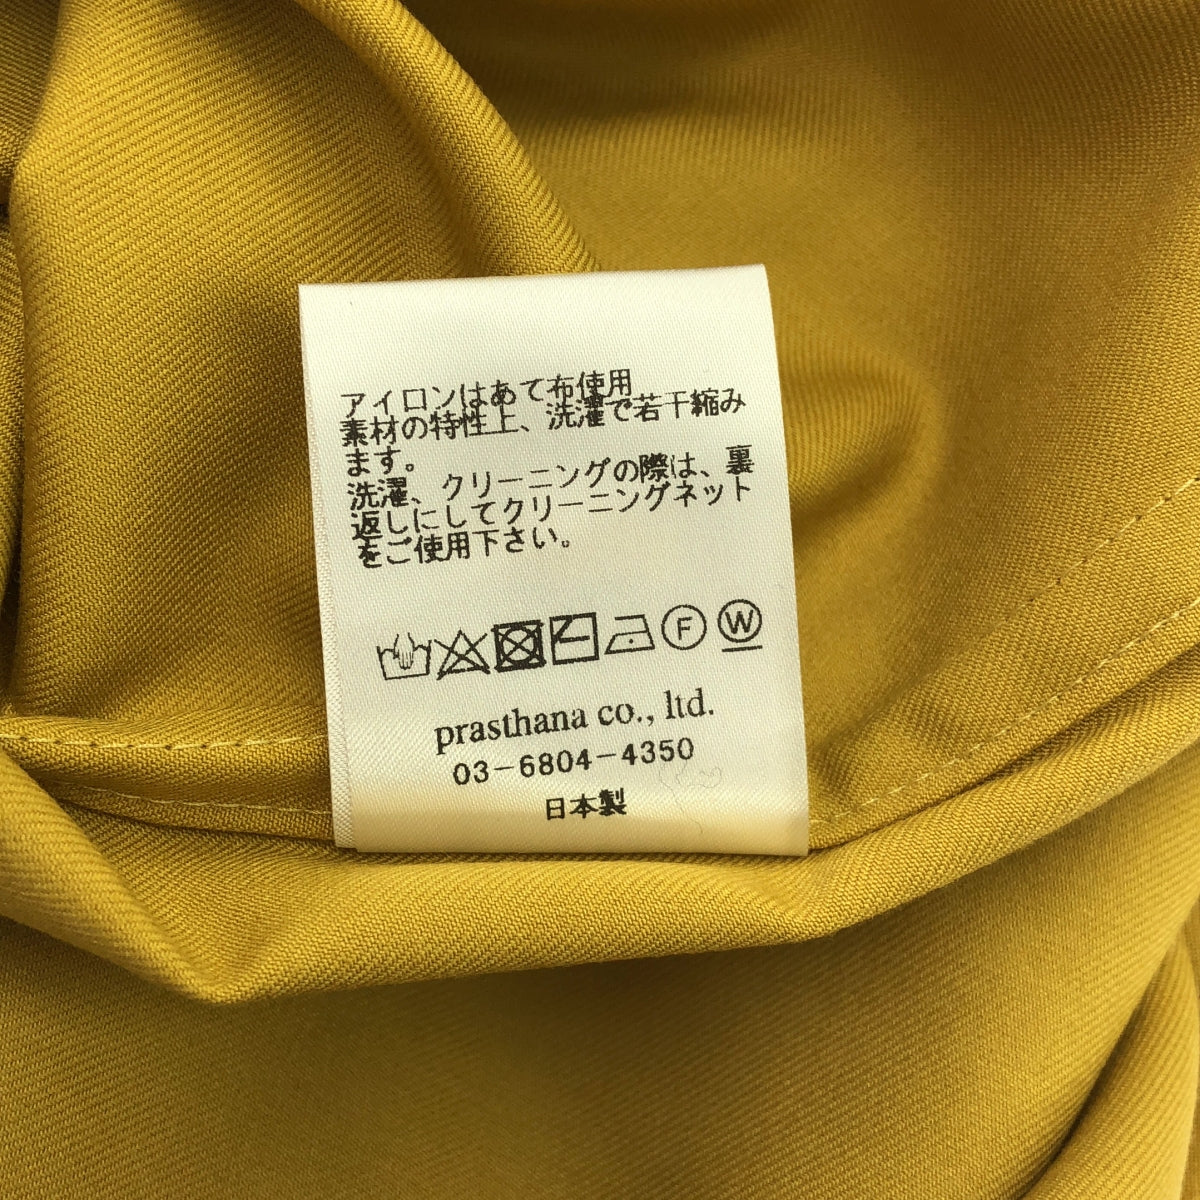 アイロンはあて布使用
素材の特性上、洗濯で若干縮み
ます。
洗濯、クリーニングの際は、裏
返しにしてクリーニングネット
をご使用下さい。
F W
prasthana co., ltd.
03-6804-4350
日本製